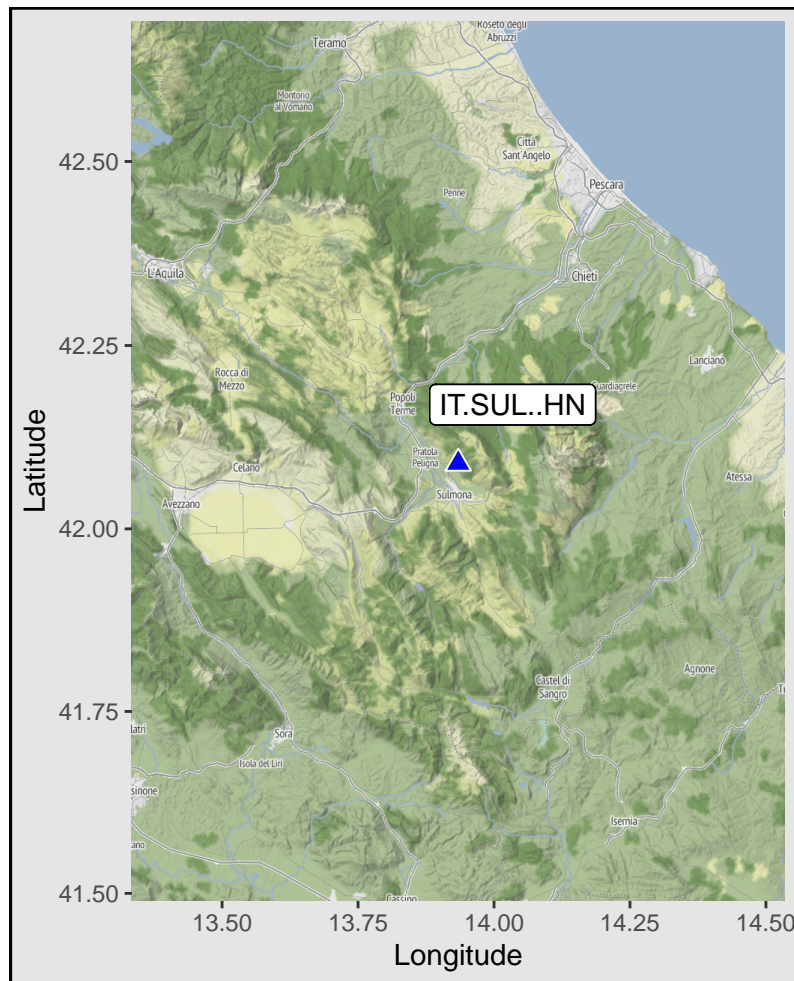 Roseto degli
Abruzzi
Teramo
Montorio
al Vomano
42.50
Città
Sant'Angelo
Penne
Pescara
L'Aquila
Chieti
42.25
Lanciano
Rocca di
Mezzo
Guardiagrele
Popoli
Terme
IT.SUL..HN
Pratola
Peligna
Celano
Atessa
Sulmona
Avezzano
42.00
Latitude
Agnone
Castel di
Sangro
41.75
latri
Sora
Isola del Liri
sinone
Isernia
ano
41.50
Cassino
13.50
13.75
14.00
14.25
14.50
Longitude